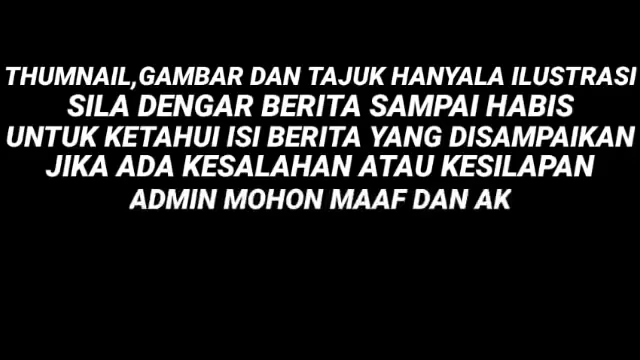 THUMNAIL,GAMBAR DAN TAJUK HANYALA ILUSTRASI
SILA DENGAR BERITA SAMPAI HABIS
UNTUK KETAHUI ISI BERITA YANG DISAMPAIKAN
JIKA ADA KESALAHAN ATAU KESILAPAN
ADMIN MOHON MAAF DAN AK